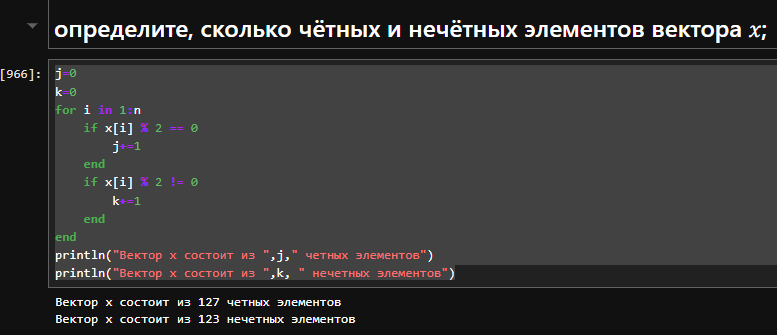 определите, сколько чётных и нечётных элементов вектора x;
[966]:
j=0
k=0
for i in 1:n
    if x[i] % 2 == 0
        j+=1
    end
    if x[i] % 2 != 0
        k+=1
    end
end
println("Вектор x состоит из ",j," четных элементов")
println("Вектор x состоит из ",k, " нечетных элементов")
Вектор x состоит из 127 четных элементов
Вектор x состоит из 123 нечетных элементов